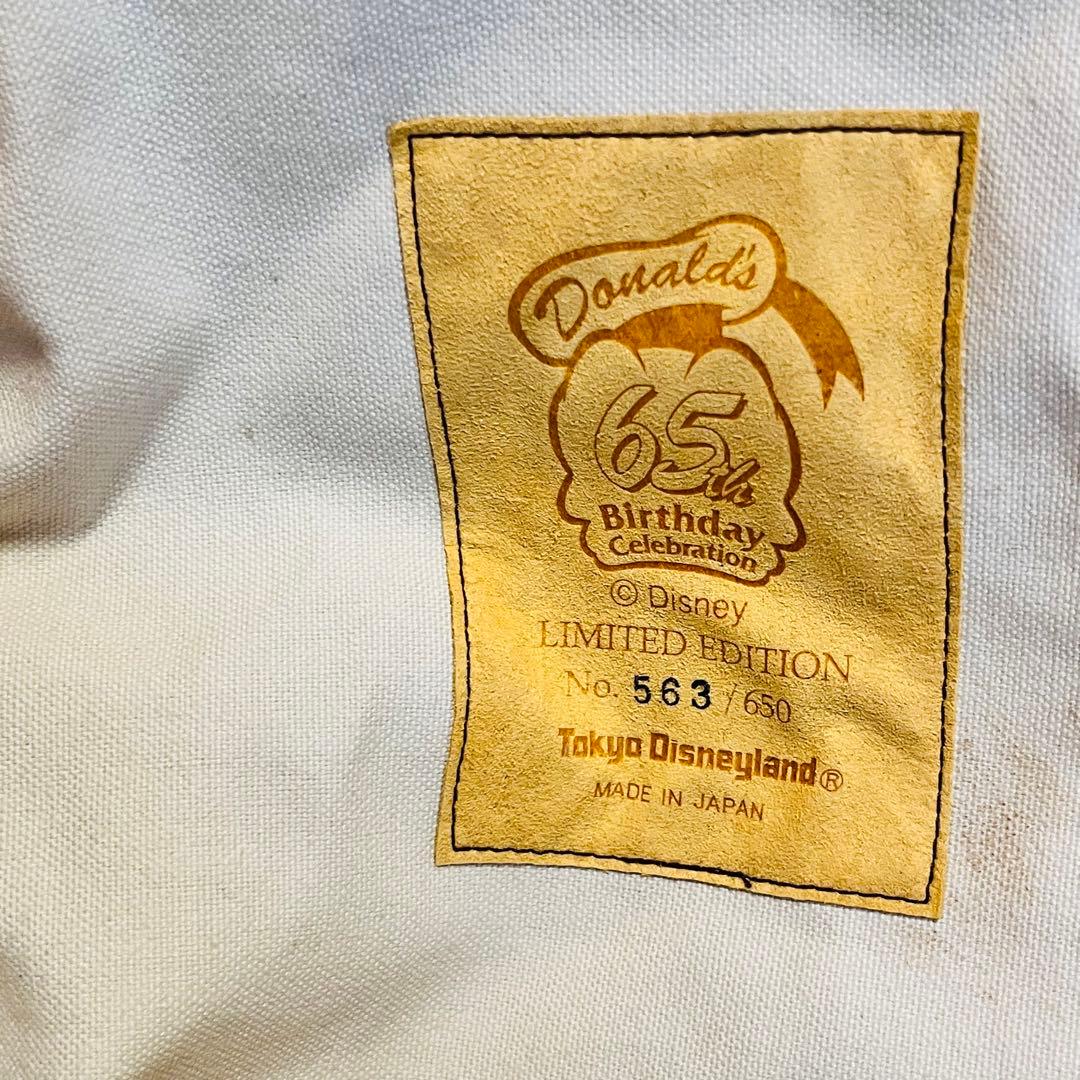 Donald's
65th
Birthday
Celebration
© Disney
LIMITED EDITION
No. 563 / 650
Tokyo Disneyland®
MADE IN JAPAN